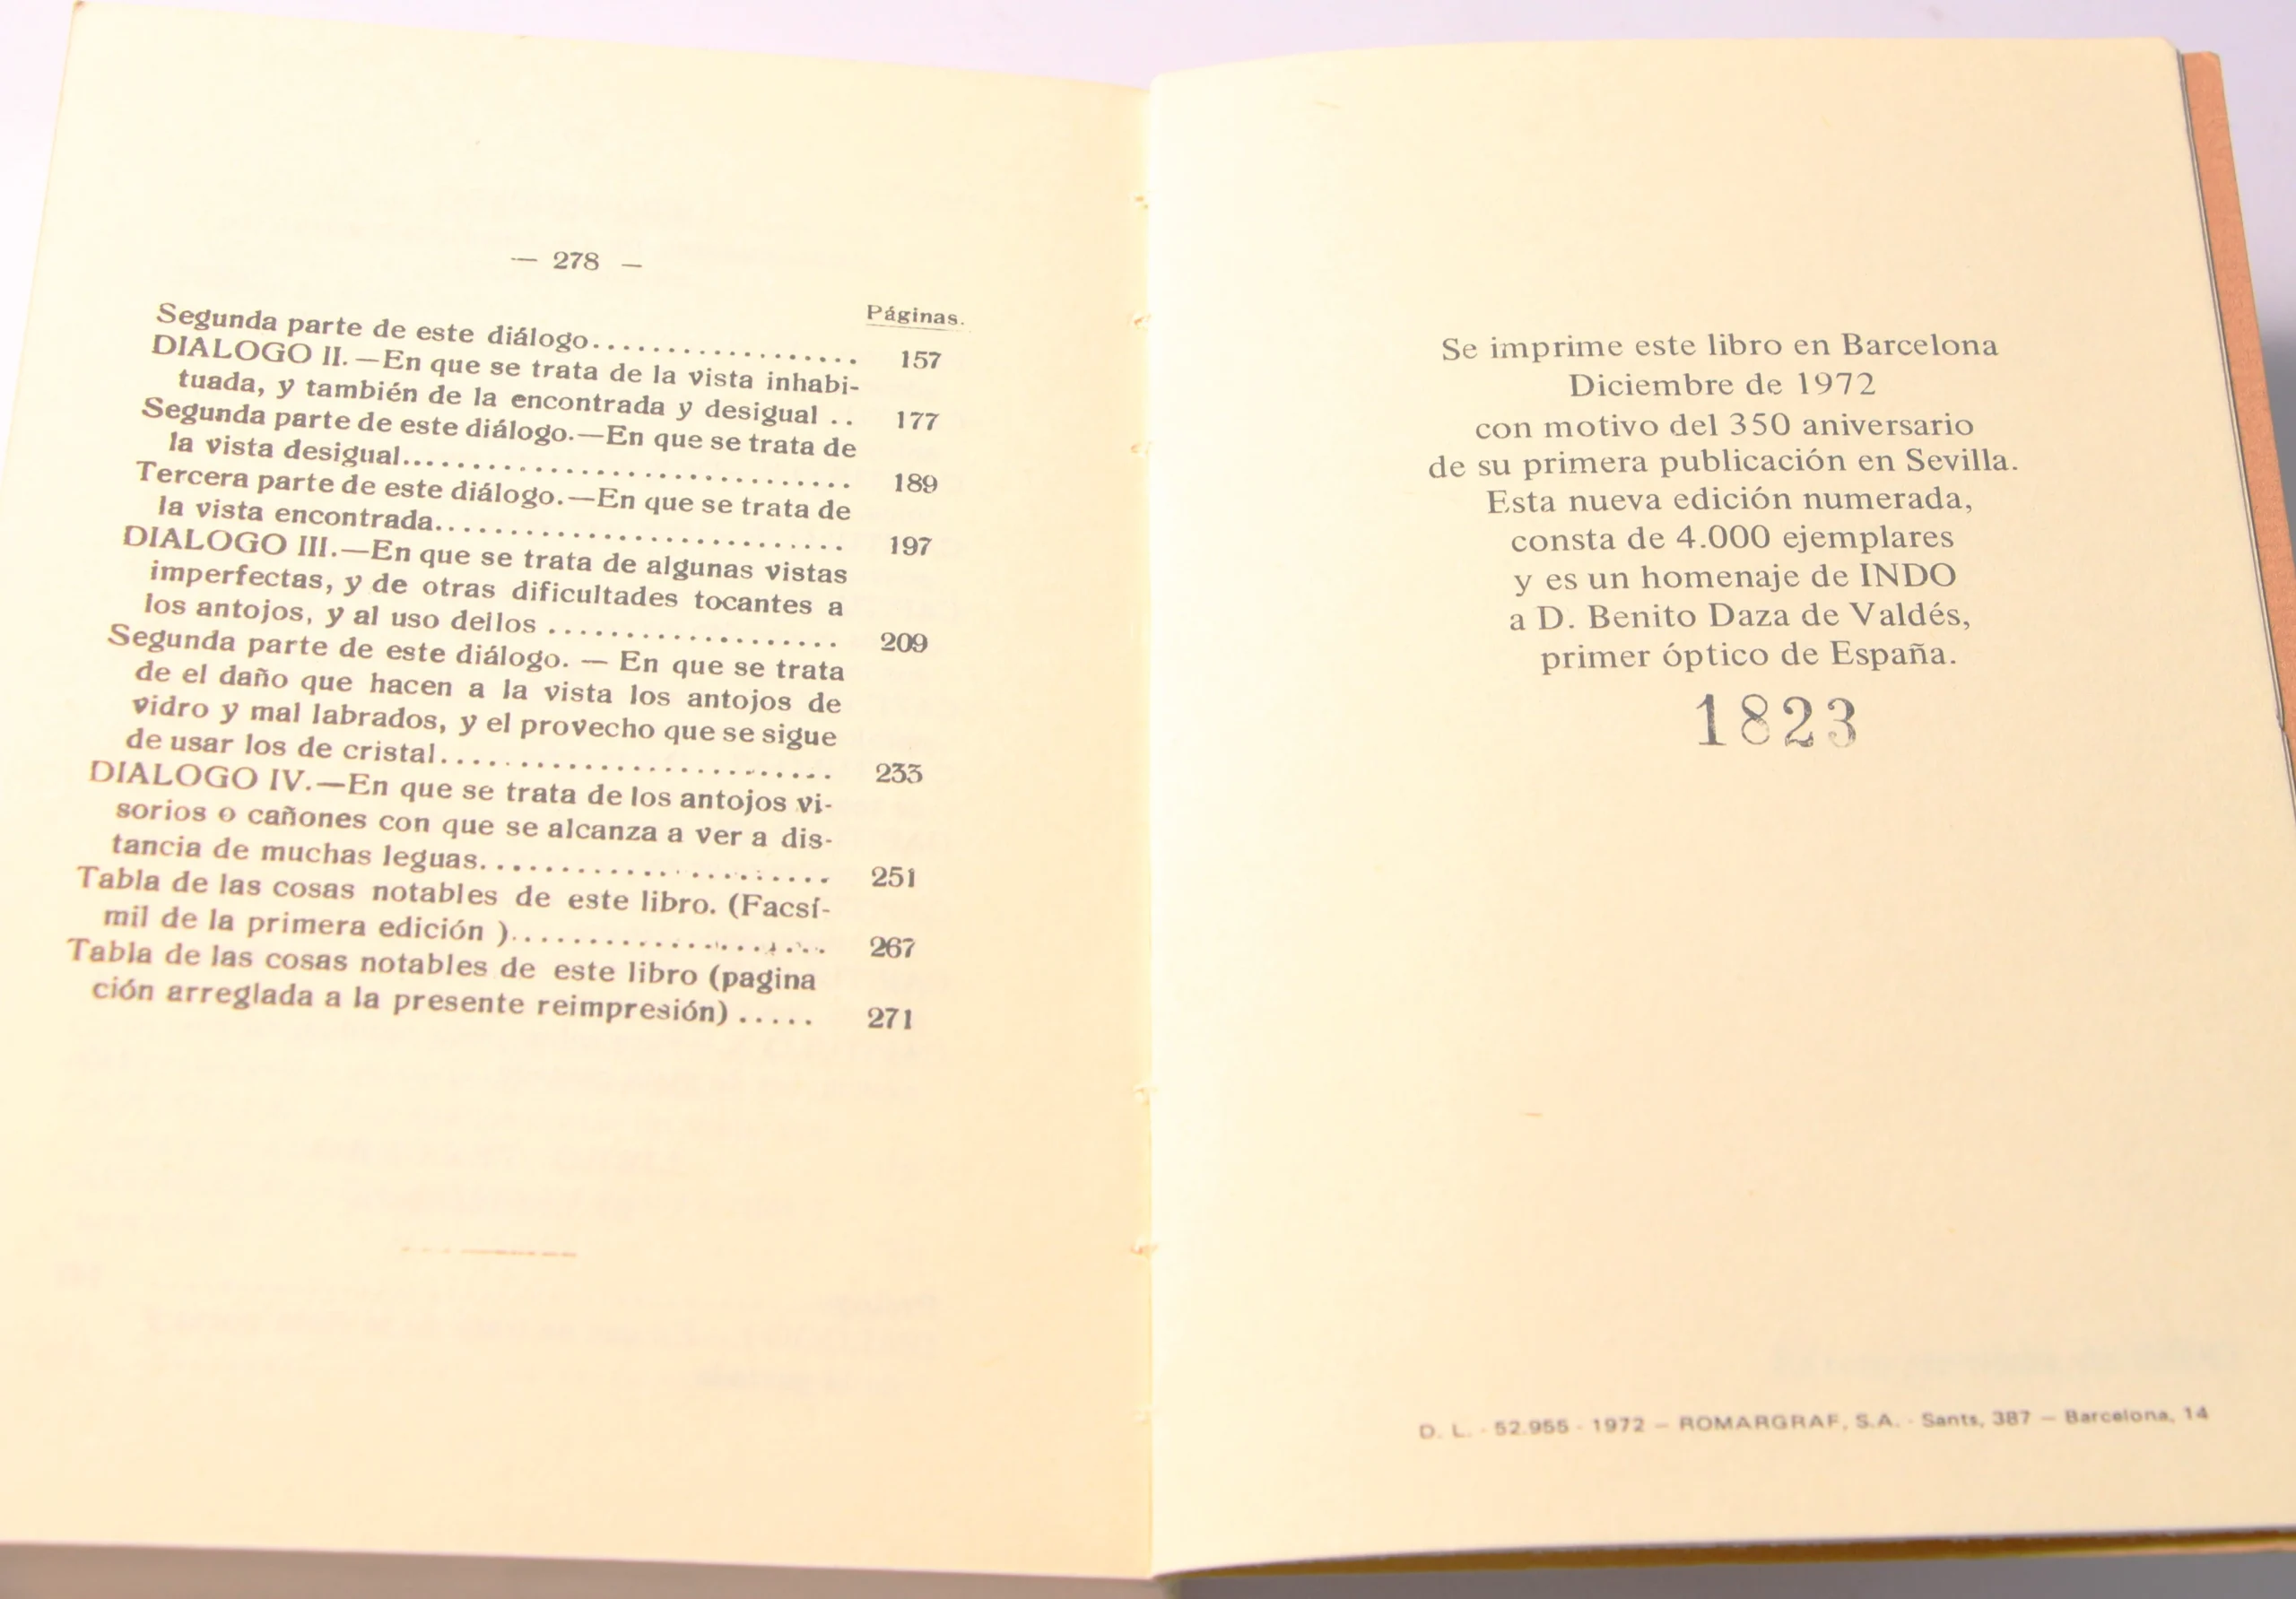 — 278 —
Páginas.
Segunda parte de este diálogo.................. 157
DIALOGO II. —En que se trata de la vista inhabi-
tuada, y también de la encontrada y desigual .. 177
Segunda parte de este diálogo.—En que se trata de
la vista desigual.................................. 189
Tercera parte de este diálogo.—En que se trata de
la vista encontrada............................... 197
DIALOGO III.—En que se trata de algunas vistas
imperfectas, y de otras dificultades tocantes a
los antojos, y al uso dellos ................... 209
Segunda parte de este diálogo. — En que se trata
de el daño que hacen a la vista los antojos de
vidro y mal labrados, y el provecho que se sigue
de usar los de cristal............................ 233
DIALOGO IV.—En que se trata de los antojos vi-
sorios o cañones con que se alcanza a ver a dis-
tancia de muchas leguas........................ 251
Tabla de las cosas notables de este libro. (Facsí-
mil de la primera edición )..................... 267
Tabla de las cosas notables de este libro (pagina
ción arreglada a la presente reimpresión) ..... 271
Se imprime este libro en Barcelona
Diciembre de 1972
con motivo del 350 aniversario
de su primera publicación en Sevilla.
Esta nueva edición numerada,
consta de 4.000 ejemplares
y es un homenaje de INDO
a D. Benito Daza de Valdés,
primer óptico de España.
1823
D. L. - 52.955 - 1972 — ROMARGRAF, S.A. - Sants, 387 — Barcelona, 14